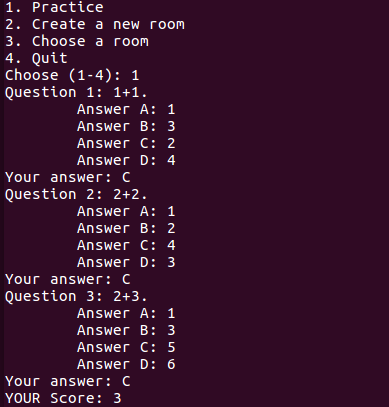 1. Practice
2. Create a new room
3. Choose a room
4. Quit
Choose (1-4): 1
Question 1: 1+1.
Answer A: 1
Answer B: 3
Answer C: 2
Answer D: 4
Your answer: C
Question 2: 2+2.
Answer A: 1
Answer B: 2
Answer C: 4
Answer D: 3
Your answer: C
Question 3: 2+3.
Answer A: 1
Answer B: 3
Answer C: 5
Answer D: 6
Your answer: C
YOUR Score: 3